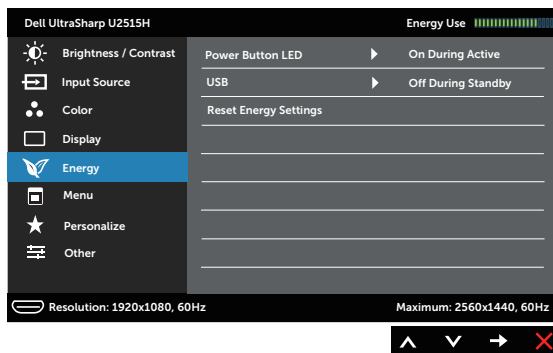 Dell UltraSharp U2515H Energy Use
Brightness / Contrast
Power Button LED On During Active
Input Source
USB Off During Standby
Color
Reset Energy Settings
Display
Energy
Menu
Personalize
Other
Resolution: 1920x1080, 60Hz Maximum: 2560x1440, 60Hz